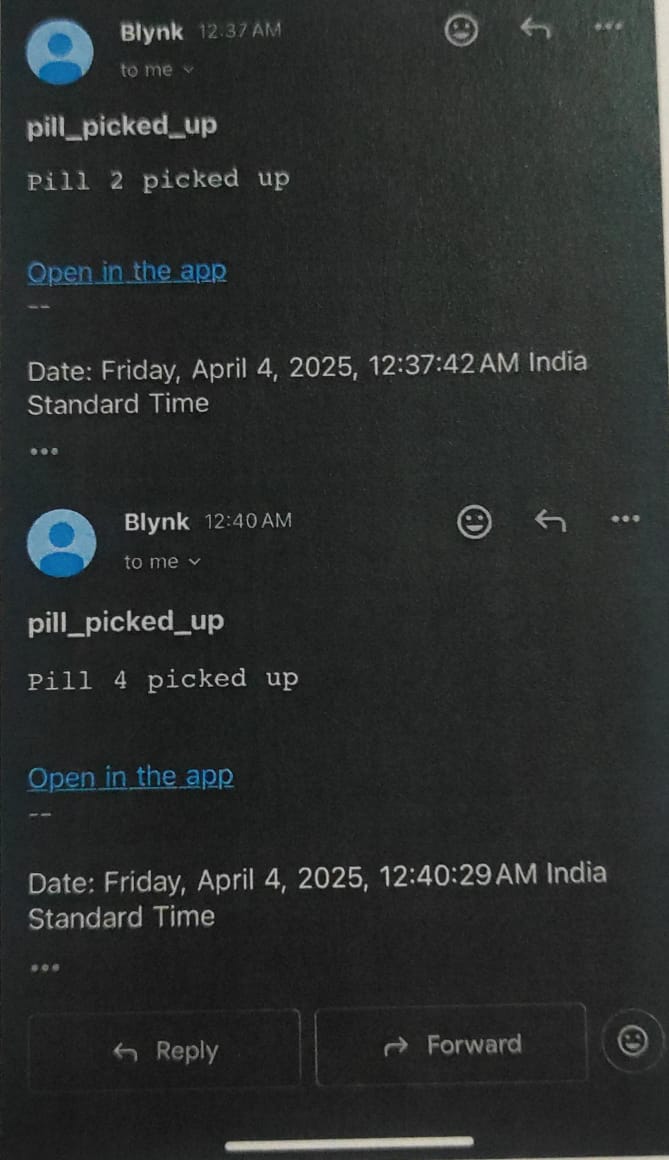 Blynk 12:37 AM
to me
pill_picked_up
Pill 2 picked up
Open in the app
--
Date: Friday, April 4, 2025, 12:37:42 AM India
Standard Time
...
Blynk 12:40 AM
to me
pill_picked_up
Pill 4 picked up
Open in the app
--
Date: Friday, April 4, 2025, 12:40:29 AM India
Standard Time
...
Reply Forward